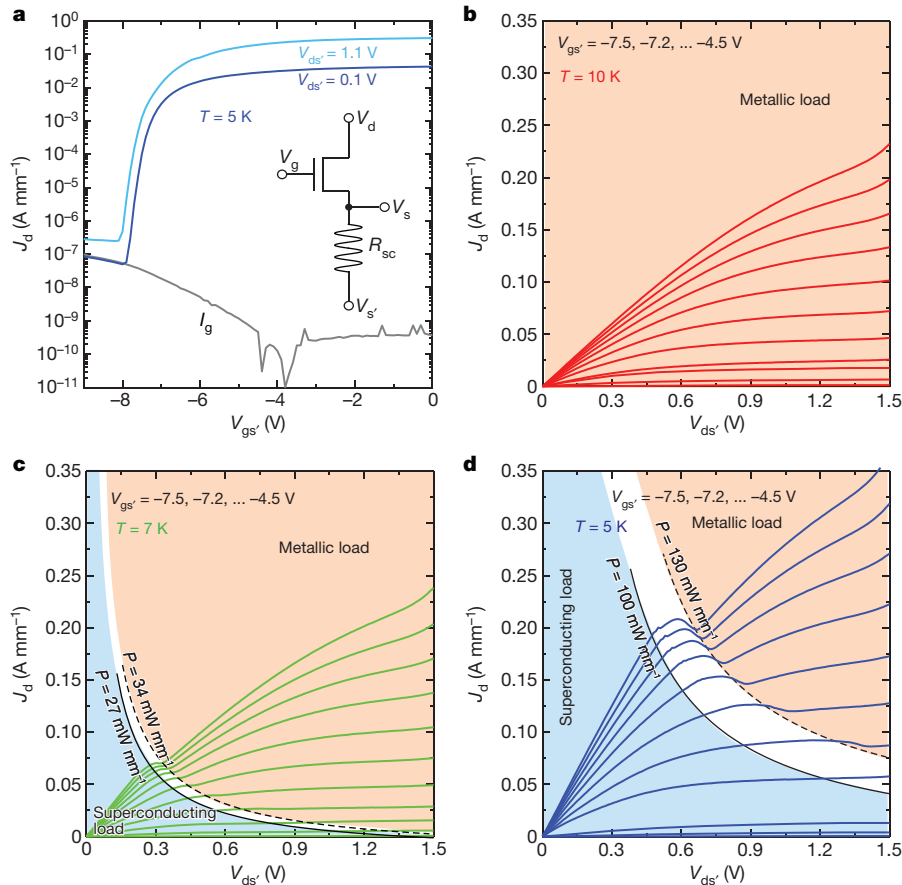 a
10⁰
10⁻¹
10⁻²
10⁻³
10⁻⁴
10⁻⁵
10⁻⁶
10⁻⁷
10⁻⁸
10⁻⁹
10⁻¹⁰
10⁻¹¹
J_d (A mm⁻¹)
V_ds′ = 1.1 V
V_ds′ = 0.1 V
T = 5 K
V_d
V_g
V_s
R_sc
V_s′
I_g
−8 −6 −4 −2 0
V_gs′ (V)
b
0.35
0.30
0.25
0.20
0.15
0.10
0.05
0
J_d (A mm⁻¹)
V_gs′ = −7.5, −7.2, ... −4.5 V
T = 10 K
Metallic load
0 0.3 0.6 0.9 1.2 1.5
V_ds′ (V)
c
0.35
0.30
0.25
0.20
0.15
0.10
0.05
0
J_d (A mm⁻¹)
V_gs′ = −7.5, −7.2, ... −4.5 V
T = 7 K
Metallic load
P = 34 mW mm⁻¹
P = 27 mW mm⁻¹
Superconducting
load
0 0.3 0.6 0.9 1.2 1.5
V_ds′ (V)
d
0.35
0.30
0.25
0.20
0.15
0.10
0.05
0
J_d (A mm⁻¹)
V_gs′ = −7.5, −7.2, ... −4.5 V
T = 5 K
Metallic load
P = 130 mW mm⁻¹
P = 100 mW mm⁻¹
Superconducting load
0 0.3 0.6 0.9 1.2 1.5
V_ds′ (V)